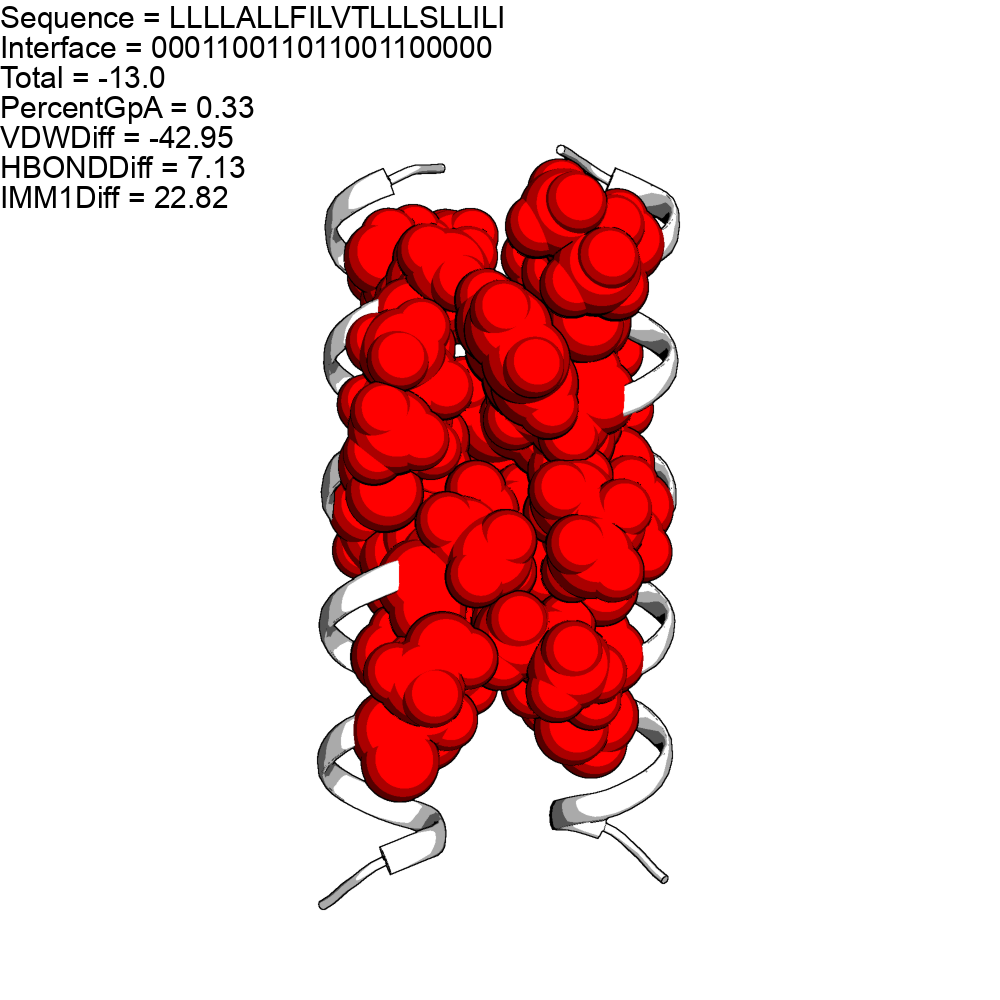 Sequence = LLLLALLFILVTLLLSLLILI
Interface = 000110011011001100000
Total = -13.0
PercentGpA = 0.33
VDWDiff = -42.95
HBONDDiff = 7.13
IMM1Diff = 22.82